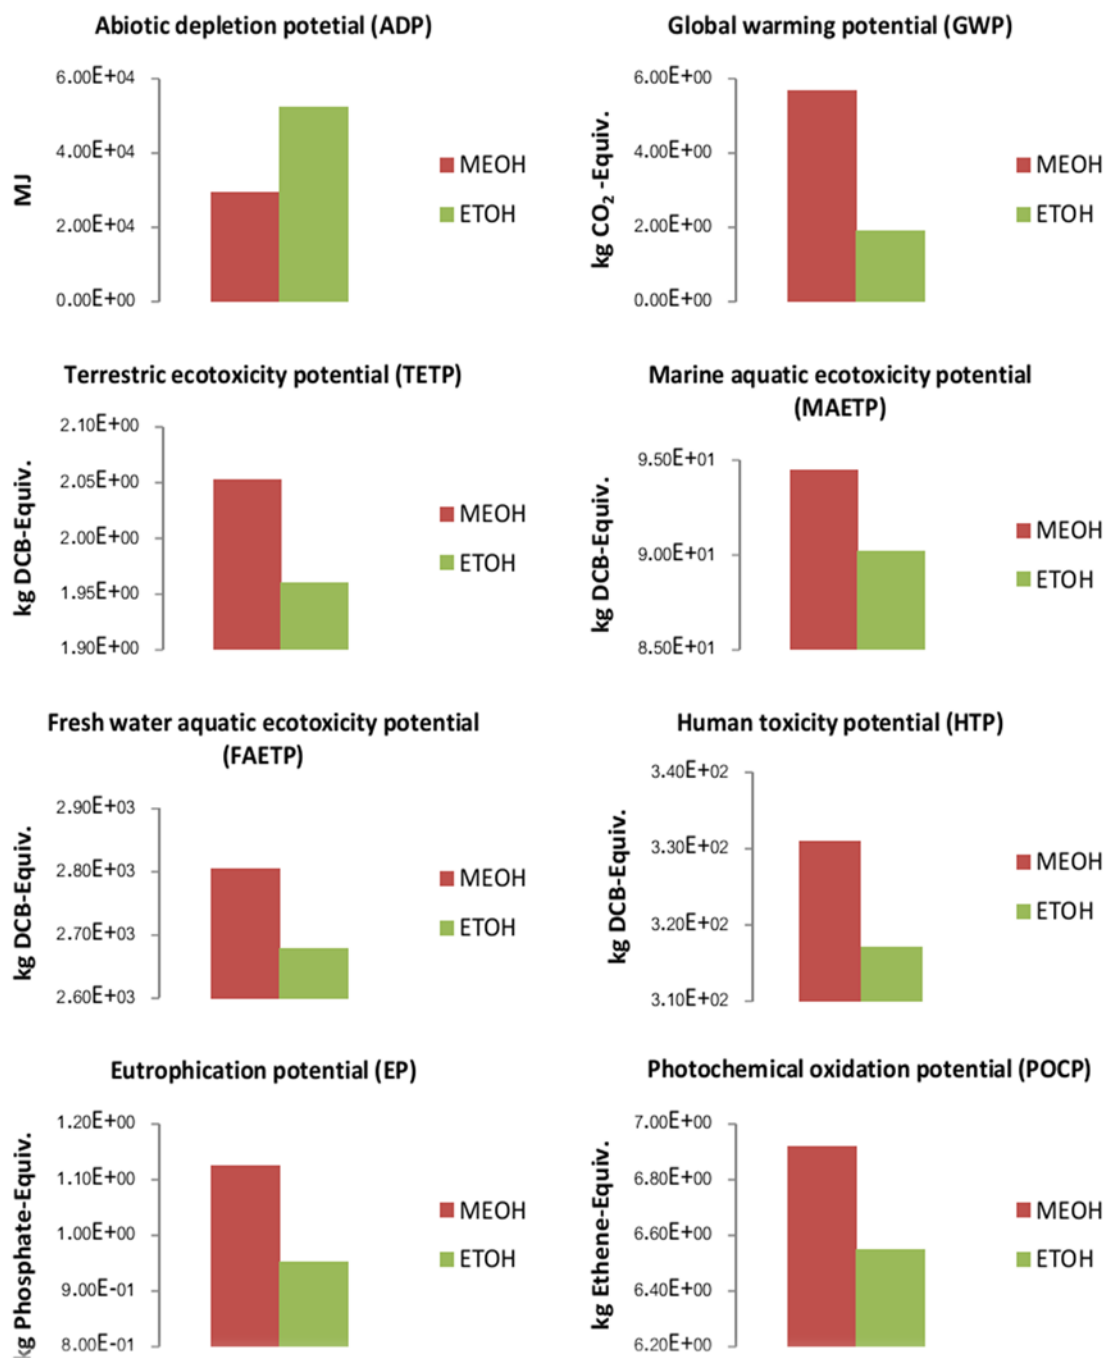 Abiotic depletion potetial (ADP)
6.00E+04
4.00E+04
2.00E+04
0.00E+00
MJ
MEOH
ETOH
Global warming potential (GWP)
6.00E+00
4.00E+00
2.00E+00
0.00E+00
kg CO₂ -Equiv.
MEOH
ETOH
Terrestric ecotoxicity potential (TETP)
2.10E+00
2.05E+00
2.00E+00
1.95E+00
1.90E+00
kg DCB-Equiv.
MEOH
ETOH
Marine aquatic ecotoxicity potential
(MAETP)
9.50E+01
9.00E+01
8.50E+01
kg DCB-Equiv.
MEOH
ETOH
Fresh water aquatic ecotoxicity potential
(FAETP)
2.90E+03
2.80E+03
2.70E+03
2.60E+03
kg DCB-Equiv.
MEOH
ETOH
Human toxicity potential (HTP)
3.40E+02
3.30E+02
3.20E+02
3.10E+02
kg DCB-Equiv.
MEOH
ETOH
Eutrophication potential (EP)
1.20E+00
1.10E+00
1.00E+00
9.00E-01
8.00E-01
kg Phosphate-Equiv.
MEOH
ETOH
Photochemical oxidation potential (POCP)
7.00E+00
6.80E+00
6.60E+00
6.40E+00
6.20E+00
kg Ethene-Equiv.
MEOH
ETOH